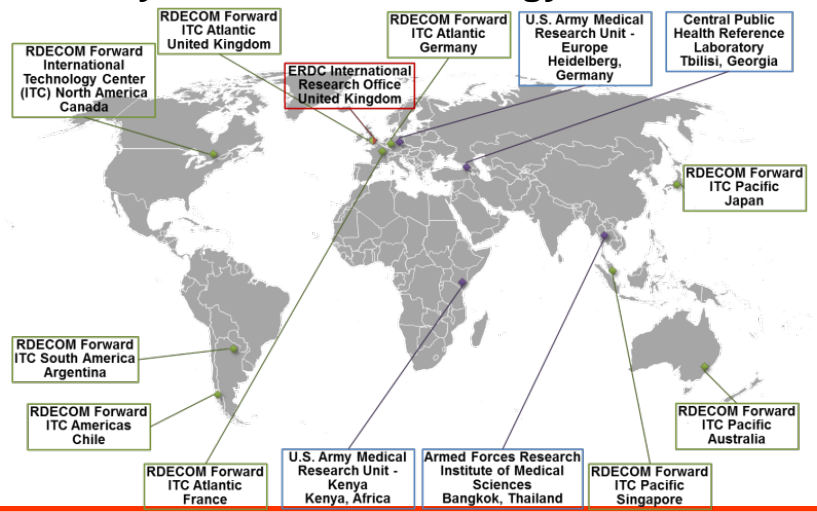 RDECOM Forward
ITC Atlantic
United Kingdom
RDECOM Forward
ITC Atlantic
Germany
U.S. Army Medical
Research Unit -
Europe
Heidelberg,
Germany
Central Public
Health Reference
Laboratory
Tbilisi, Georgia
RDECOM Forward
International
Technology Center
(ITC) North America
Canada
ERDC International
Research Office
United Kingdom
RDECOM Forward
ITC Pacific
Japan
RDECOM Forward
ITC South America
Argentina
RDECOM Forward
ITC Americas
Chile
RDECOM Forward
ITC Pacific
Australia
RDECOM Forward
ITC Atlantic
France
U.S. Army Medical
Research Unit -
Kenya
Kenya, Africa
Armed Forces Research
Institute of Medical
Sciences
Bangkok, Thailand
RDECOM Forward
ITC Pacific
Singapore